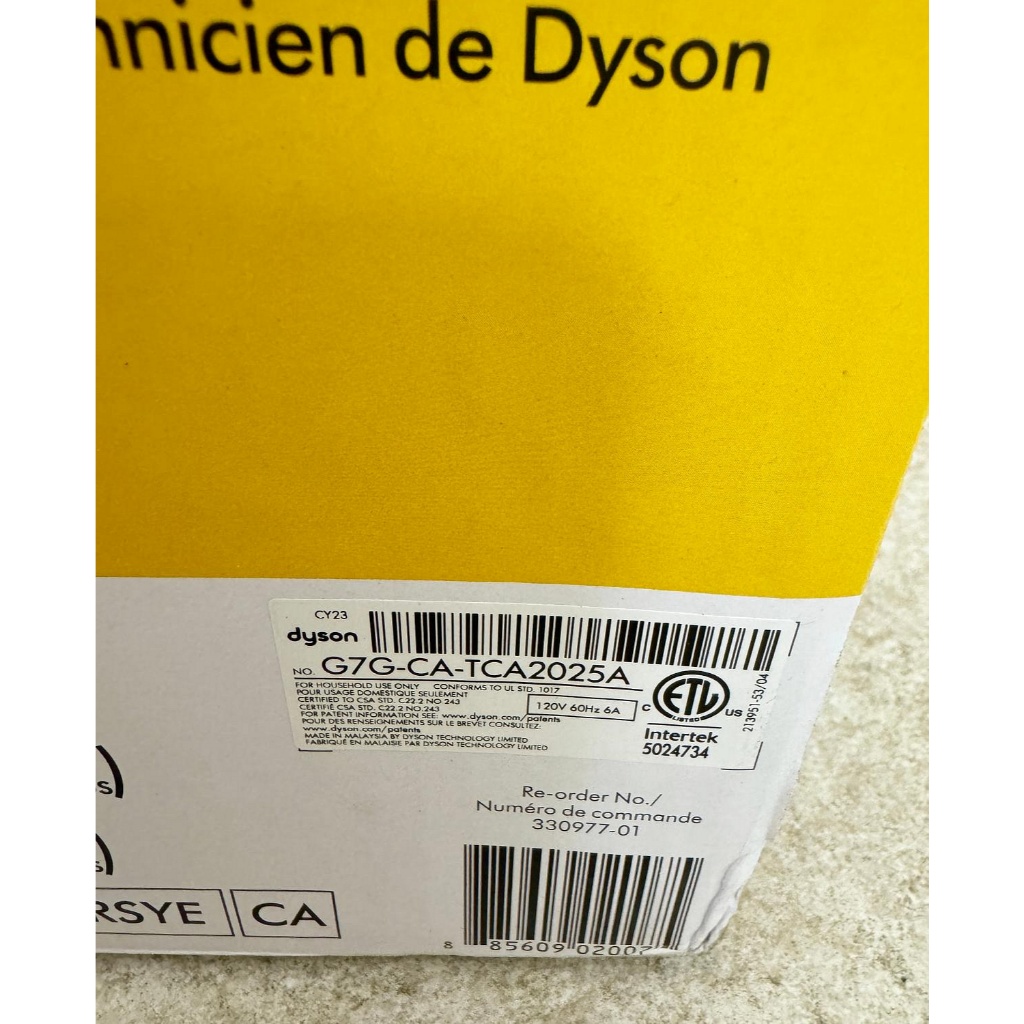 hnicien de Dyson
CY23
dyson
NO. G7G-CA-TCA2025A
FOR HOUSEHOLD USE ONLY CONFORMS TO UL STD. 1017
POUR USAGE DOMESTIQUE SEULEMENT
CERTIFIED TO CSA STD. C22.2 NO.243
CERTIFIÉ CSA STD. C22.2 NO.243
120V 60Hz 6A
FOR PATENT INFORMATION SEE: www.dyson.com/patents
POUR DES RENSEIGNEMENTS SUR LE BREVET CONSULTEZ:
www.dyson.com/patents
MADE IN MALAYSIA BY DYSON TECHNOLOGY LIMITED
FABRIQUÉ EN MALAISIE PAR DYSON TECHNOLOGY LIMITED
C ETL US
LISTED
Intertek
5024734
213951-53/04
Re-order No./
Numéro de commande
330977-01
RSYE CA
8 85609 02007